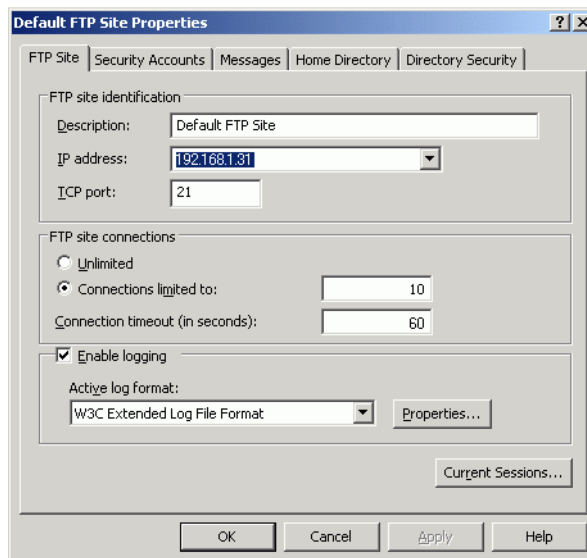 Default FTP Site Properties
FTP Site Security Accounts Messages Home Directory Directory Security
FTP site identification
Description: Default FTP Site
IP address: 192.168.1.31
TCP port: 21
FTP site connections
Unlimited
Connections limited to: 10
Connection timeout (in seconds): 60
Enable logging
Active log format:
W3C Extended Log File Format Properties...
Current Sessions...
OK Cancel Apply Help